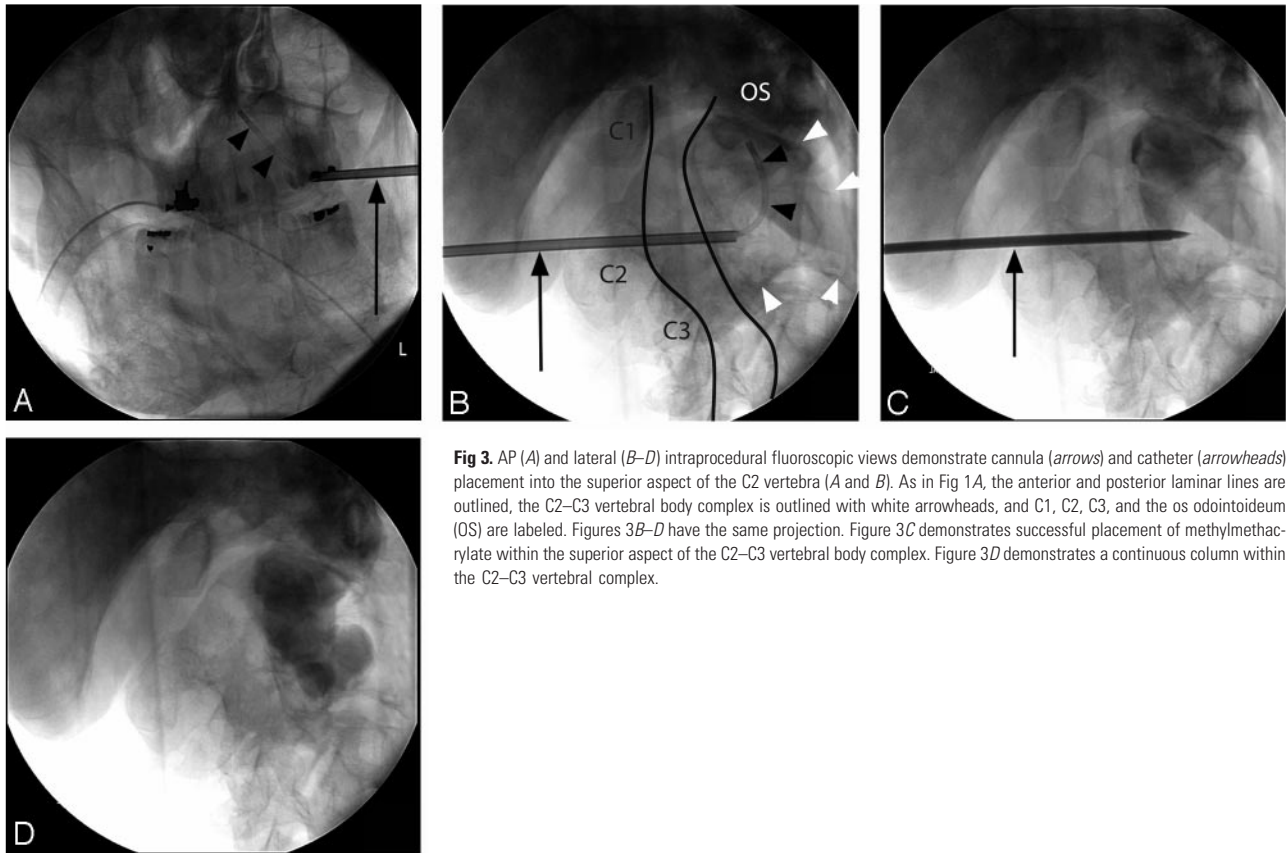 A
L
B
C1
C2
C3
OS
C
D
Fig 3. AP (A) and lateral (B–D) intraprocedural fluoroscopic views demonstrate cannula (arrows) and catheter (arrowheads)
placement into the superior aspect of the C2 vertebra (A and B). As in Fig 1A, the anterior and posterior laminar lines are
outlined, the C2–C3 vertebral body complex is outlined with white arrowheads, and C1, C2, C3, and the os odointoideum
(OS) are labeled. Figures 3B–D have the same projection. Figure 3C demonstrates successful placement of methylmethac-
rylate within the superior aspect of the C2–C3 vertebral body complex. Figure 3D demonstrates a continuous column within
the C2–C3 vertebral complex.